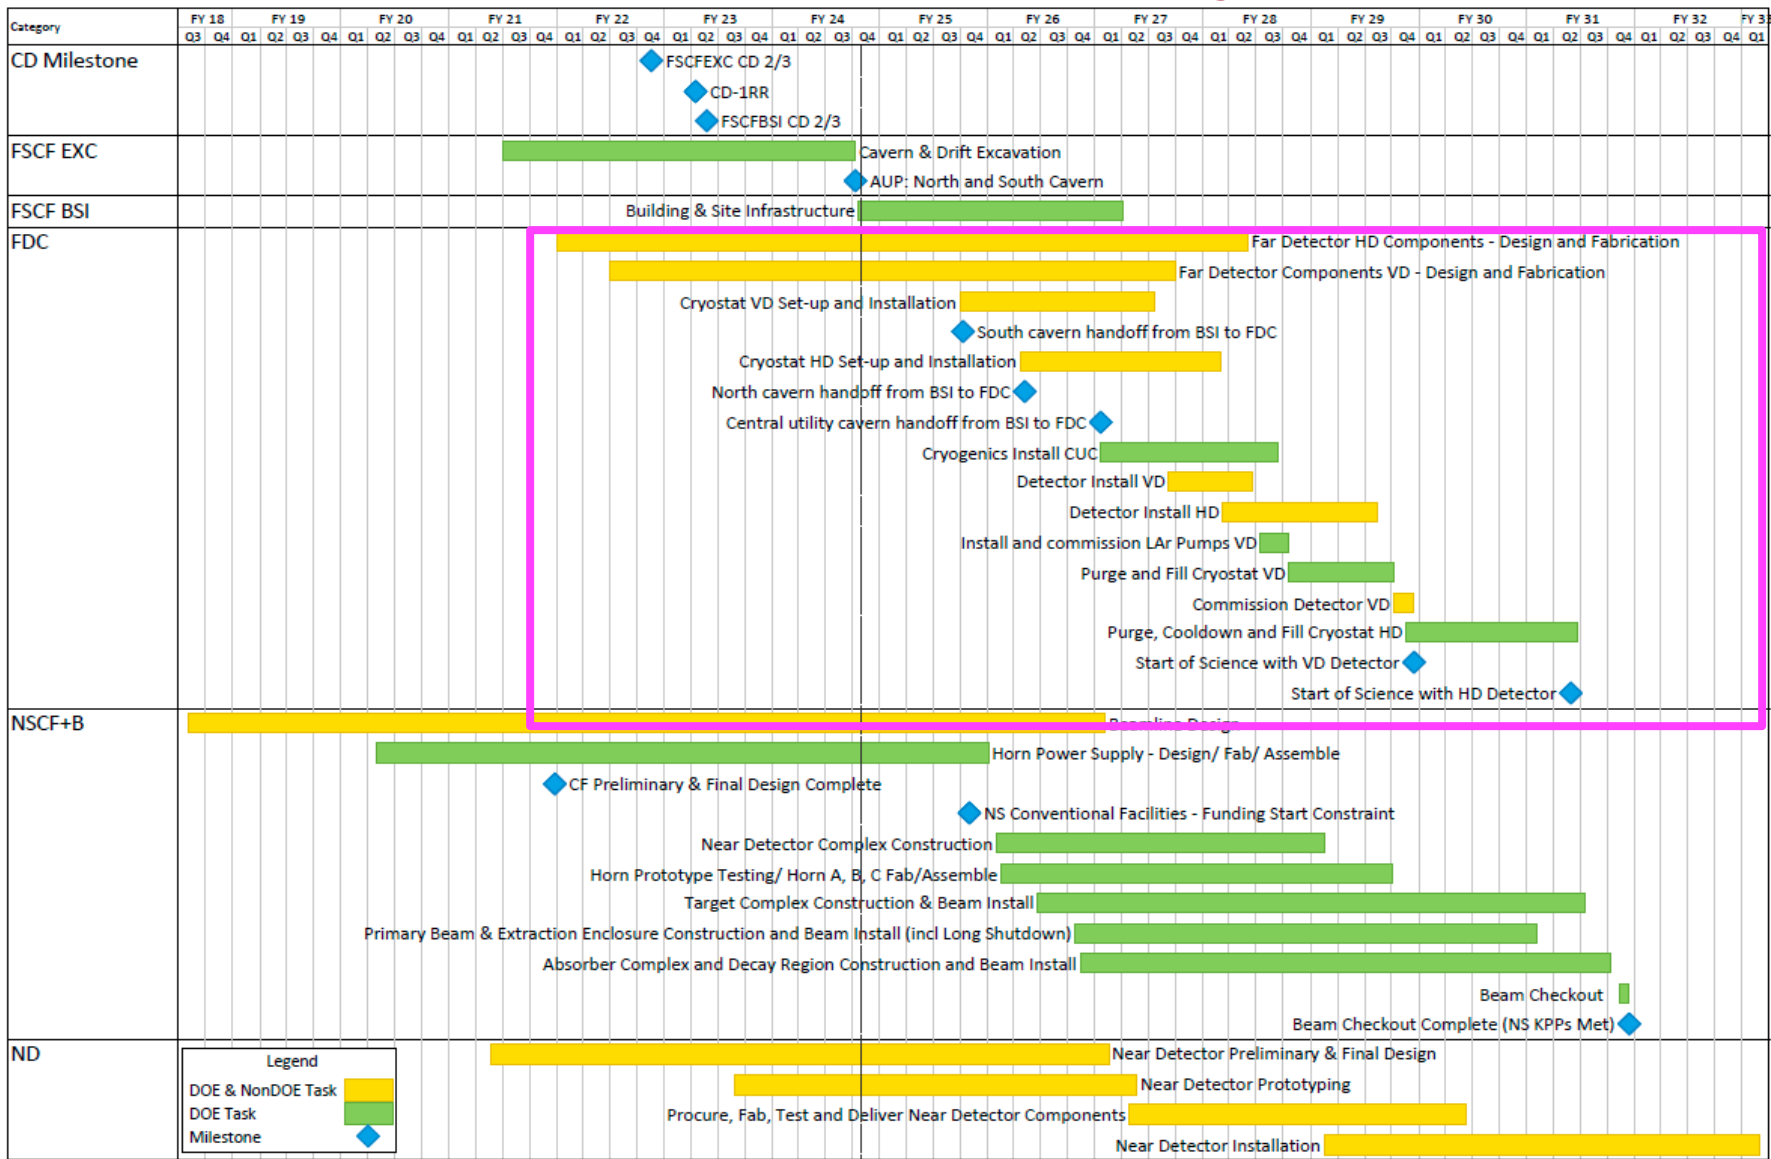 Category FY 18 FY 19 FY 20 FY 21 FY 22 FY 23 FY 24 FY 25 FY 26 FY 27 FY 28 FY 29 FY 30 FY 31 FY 32 FY 33
Q3 Q4 Q1 Q2 Q3 Q4 Q1 Q2 Q3 Q4 Q1 Q2 Q3 Q4 Q1 Q2 Q3 Q4 Q1 Q2 Q3 Q4 Q1 Q2 Q3 Q4 Q1 Q2 Q3 Q4 Q1 Q2 Q3 Q4 Q1 Q2 Q3 Q4 Q1 Q2 Q3 Q4 Q1 Q2 Q3 Q4 Q1 Q2 Q3 Q4 Q1 Q2 Q3 Q4 Q1 Q2 Q3 Q4 Q1
CD Milestone FSCFEXC CD 2/3
CD-1RR
FSCFBSI CD 2/3
FSCF EXC Cavern & Drift Excavation
AUP: North and South Cavern
FSCF BSI Building & Site Infrastructure
FDC Far Detector HD Components - Design and Fabrication
Far Detector Components VD - Design and Fabrication
Cryostat VD Set-up and Installation
South cavern handoff from BSI to FDC
Cryostat HD Set-up and Installation
North cavern handoff from BSI to FDC
Central utility cavern handoff from BSI to FDC
Cryogenics Install CUC
Detector Install VD
Detector Install HD
Install and commission LAr Pumps VD
Purge and Fill Cryostat VD
Commission Detector VD
Purge, Cooldown and Fill Cryostat HD
Start of Science with VD Detector
Start of Science with HD Detector
NSCF+B Beamline Design
Horn Power Supply - Design/ Fab/ Assemble
CF Preliminary & Final Design Complete
NS Conventional Facilities - Funding Start Constraint
Near Detector Complex Construction
Horn Prototype Testing/ Horn A, B, C Fab/Assemble
Target Complex Construction & Beam Install
Primary Beam & Extraction Enclosure Construction and Beam Install (incl Long Shutdown)
Absorber Complex and Decay Region Construction and Beam Install
Beam Checkout
Beam Checkout Complete (NS KPPs Met)
ND Near Detector Preliminary & Final Design
Near Detector Prototyping
Procure, Fab, Test and Deliver Near Detector Components
Near Detector Installation
Legend
DOE & NonDOE Task
DOE Task
Milestone